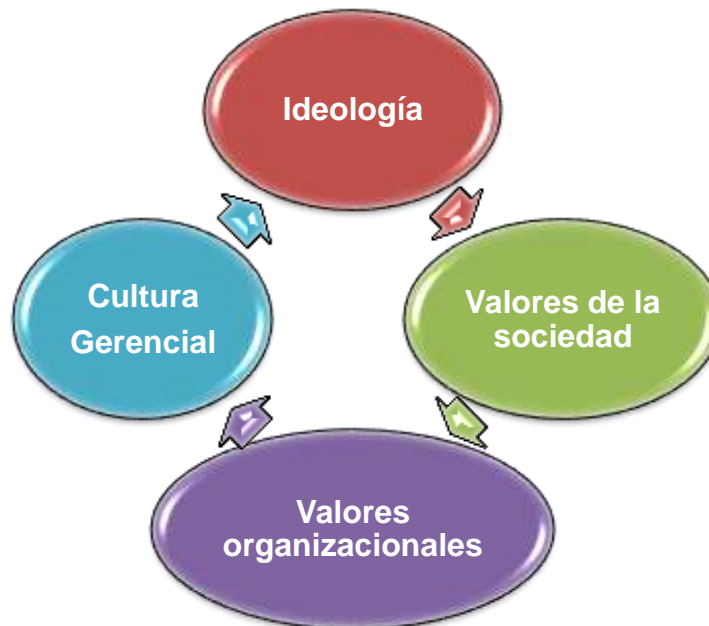 Ideología
Cultura
Gerencial
Valores de la
sociedad
Valores
organizacionales